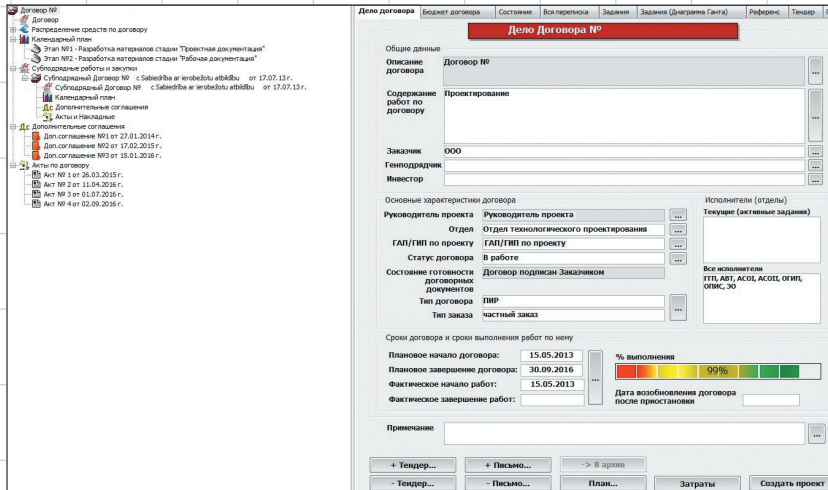 Договор №
Договор
Распределение средств по договору
Календарный план
Этап №1 - Разработка материалов стадии "Проектная документация"
Этап №2 - Разработка материалов стадии "Рабочая документация"
Субподрядные работы и закупки
Субподрядный Договор № с Sabiedrība ar ierobežotu atbildību от 17.07.13 г.
Субподрядный Договор № с Sabiedrība ar ierobežotu atbildību от 17.07.13 г.
Календарный план
Дополнительные соглашения
Акты и Накладные
Дополнительные соглашения
Доп.соглашение №1 от 27.01.2014 г.
Доп.соглашение №2 от 17.02.2015 г.
Доп.соглашение №3 от 15.01.2016 г.
Акты по договору
Акт № 1 от 26.03.2015 г.
Акт № 2 от 11.04.2016 г.
Акт № 3 от 01.07.2016 г.
Акт № 4 от 02.09.2016 г.
Дело договора Бюджет договора Состояние Вся переписка Задания Задания (Диаграмма Ганта) Референс Тендер
Дело Договора №
Общие данные
Описание договора Договор № ...
Содержание работ по договору Проектирование ...
Заказчик ООО ...
Генподрядчик ...
Инвестор ...
Основные характеристики договора
Руководитель проекта Руководитель проекта ...
Отдел Отдел технологического проектирования ...
ГАП/ГИП по проекту ГАП/ГИП по проекту ...
Статус договора В работе ...
Состояние готовности договорных документов Договор подписан Заказчиком
Тип договора ПИР ...
Тип заказа частный заказ
Исполнители (отделы)
Текущие (активные задания)
Все исполнители
ГГП, АВТ, АСОІ, АСОІІ, ОГИП,
ОПИС, ЭО
Сроки договора и сроки выполнения работ по нему
Плановое начало договора: 15.05.2013
Плановое завершение договора: 30.09.2016
Фактическое начало работ: 15.05.2013 ...
Фактическое завершение работ:
% выполнения
99%
Дата возобновления договора
после приостановки
Примечание ...
+ Тендер... + Письмо... -> В архив
- Тендер... - Письмо... План... Затраты Создать проект